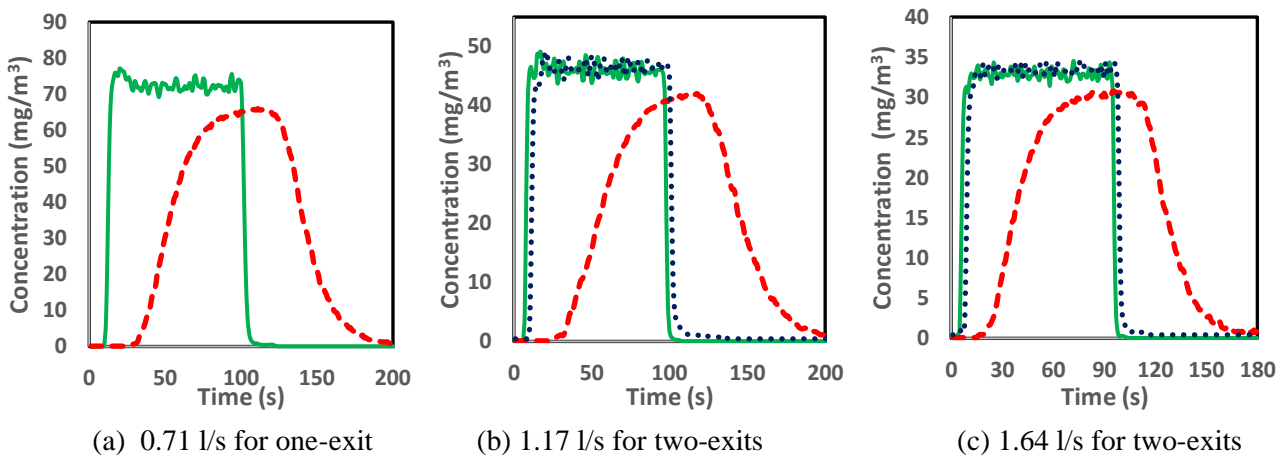 Concentration (mg/m³)
90
80
70
60
50
40
30
20
10
0
0 50 100 150 200
Time (s)
(a) 0.71 l/s for one-exit
Concentration (mg/m³)
50
40
30
20
10
0
0 50 100 150 200
Time (s)
(b) 1.17 l/s for two-exits
Concentration (mg/m³)
40
35
30
25
20
15
10
5
0
0 30 60 90 120 150 180
Time (s)
(c) 1.64 l/s for two-exits